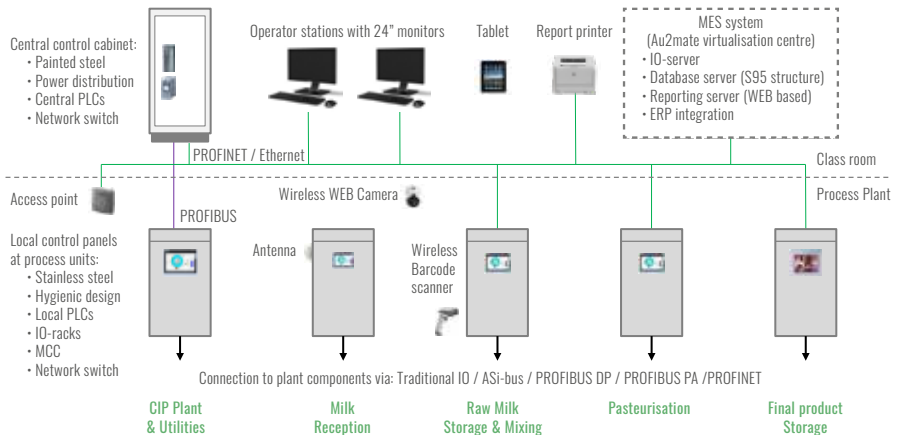 Central control cabinet:
• Painted steel
• Power distribution
• Central PLCs
• Network switch
Operator stations with 24” monitors
Tablet
Report printer
MES system
(Au2mate virtualisation centre)
• IO-server
• Database server (S95 structure)
• Reporting server (WEB based)
• ERP integration
PROFINET / Ethernet
Class room
Access point
Wireless WEB Camera
Process Plant
PROFIBUS
Local control panels
at process units:
• Stainless steel
• Hygienic design
• Local PLCs
• IO-racks
• MCC
• Network switch
Antenna
Wireless
Barcode
scanner
Connection to plant components via: Traditional IO / ASi-bus / PROFIBUS DP / PROFIBUS PA /PROFINET
CIP Plant
& Utilities
Milk
Reception
Raw Milk
Storage & Mixing
Pasteurisation
Final product
Storage